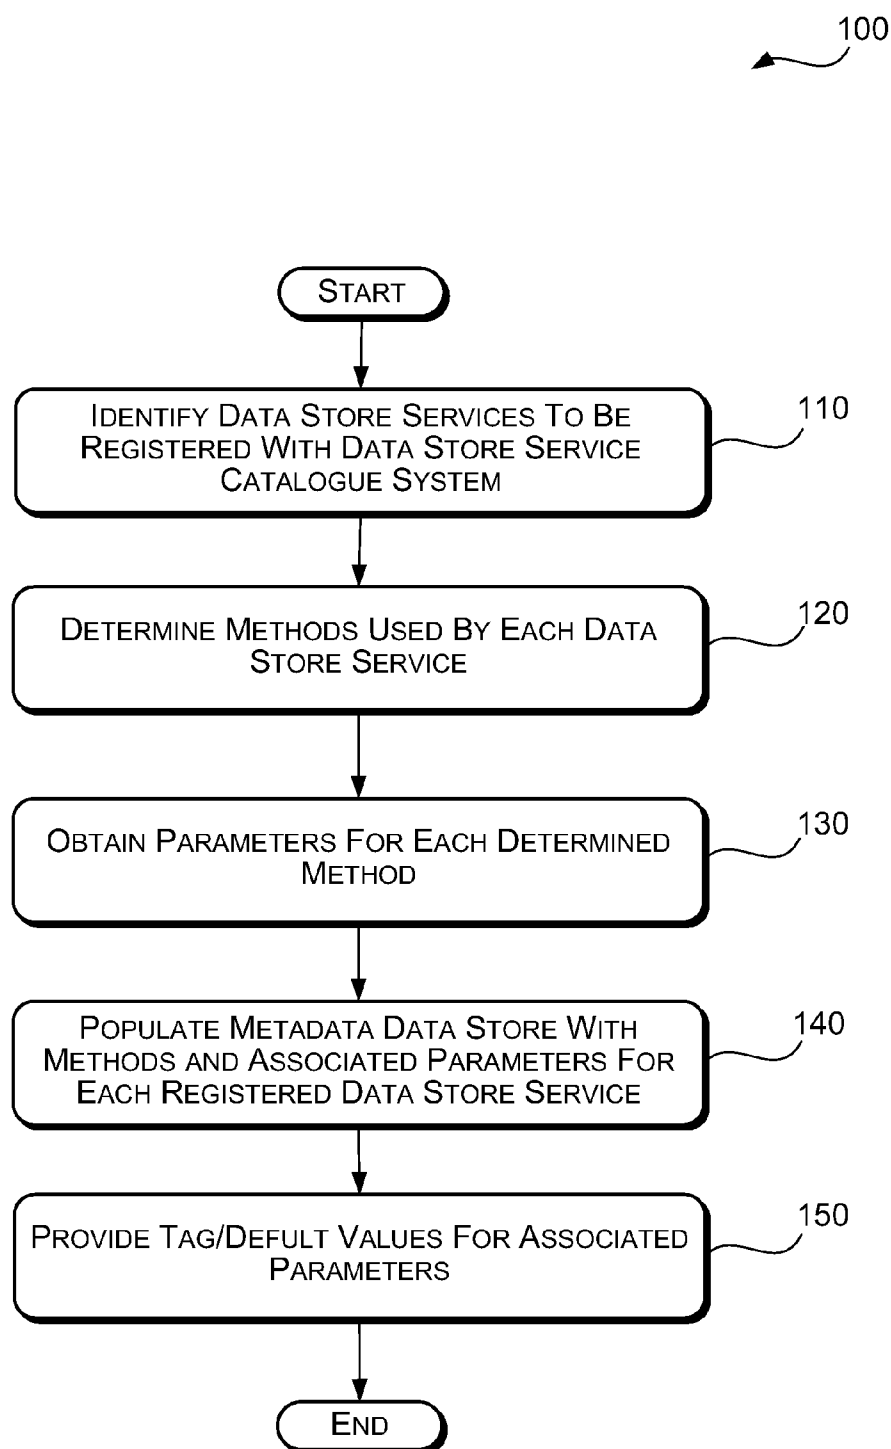 100
START
IDENTIFY DATA STORE SERVICES TO BE
REGISTERED WITH DATA STORE SERVICE
CATALOGUE SYSTEM
110
DETERMINE METHODS USED BY EACH DATA
STORE SERVICE
120
OBTAIN PARAMETERS FOR EACH DETERMINED
METHOD
130
POPULATE METADATA DATA STORE WITH
METHODS AND ASSOCIATED PARAMETERS FOR
EACH REGISTERED DATA STORE SERVICE
140
PROVIDE TAG/DEFULT VALUES FOR ASSOCIATED
PARAMETERS
150
END